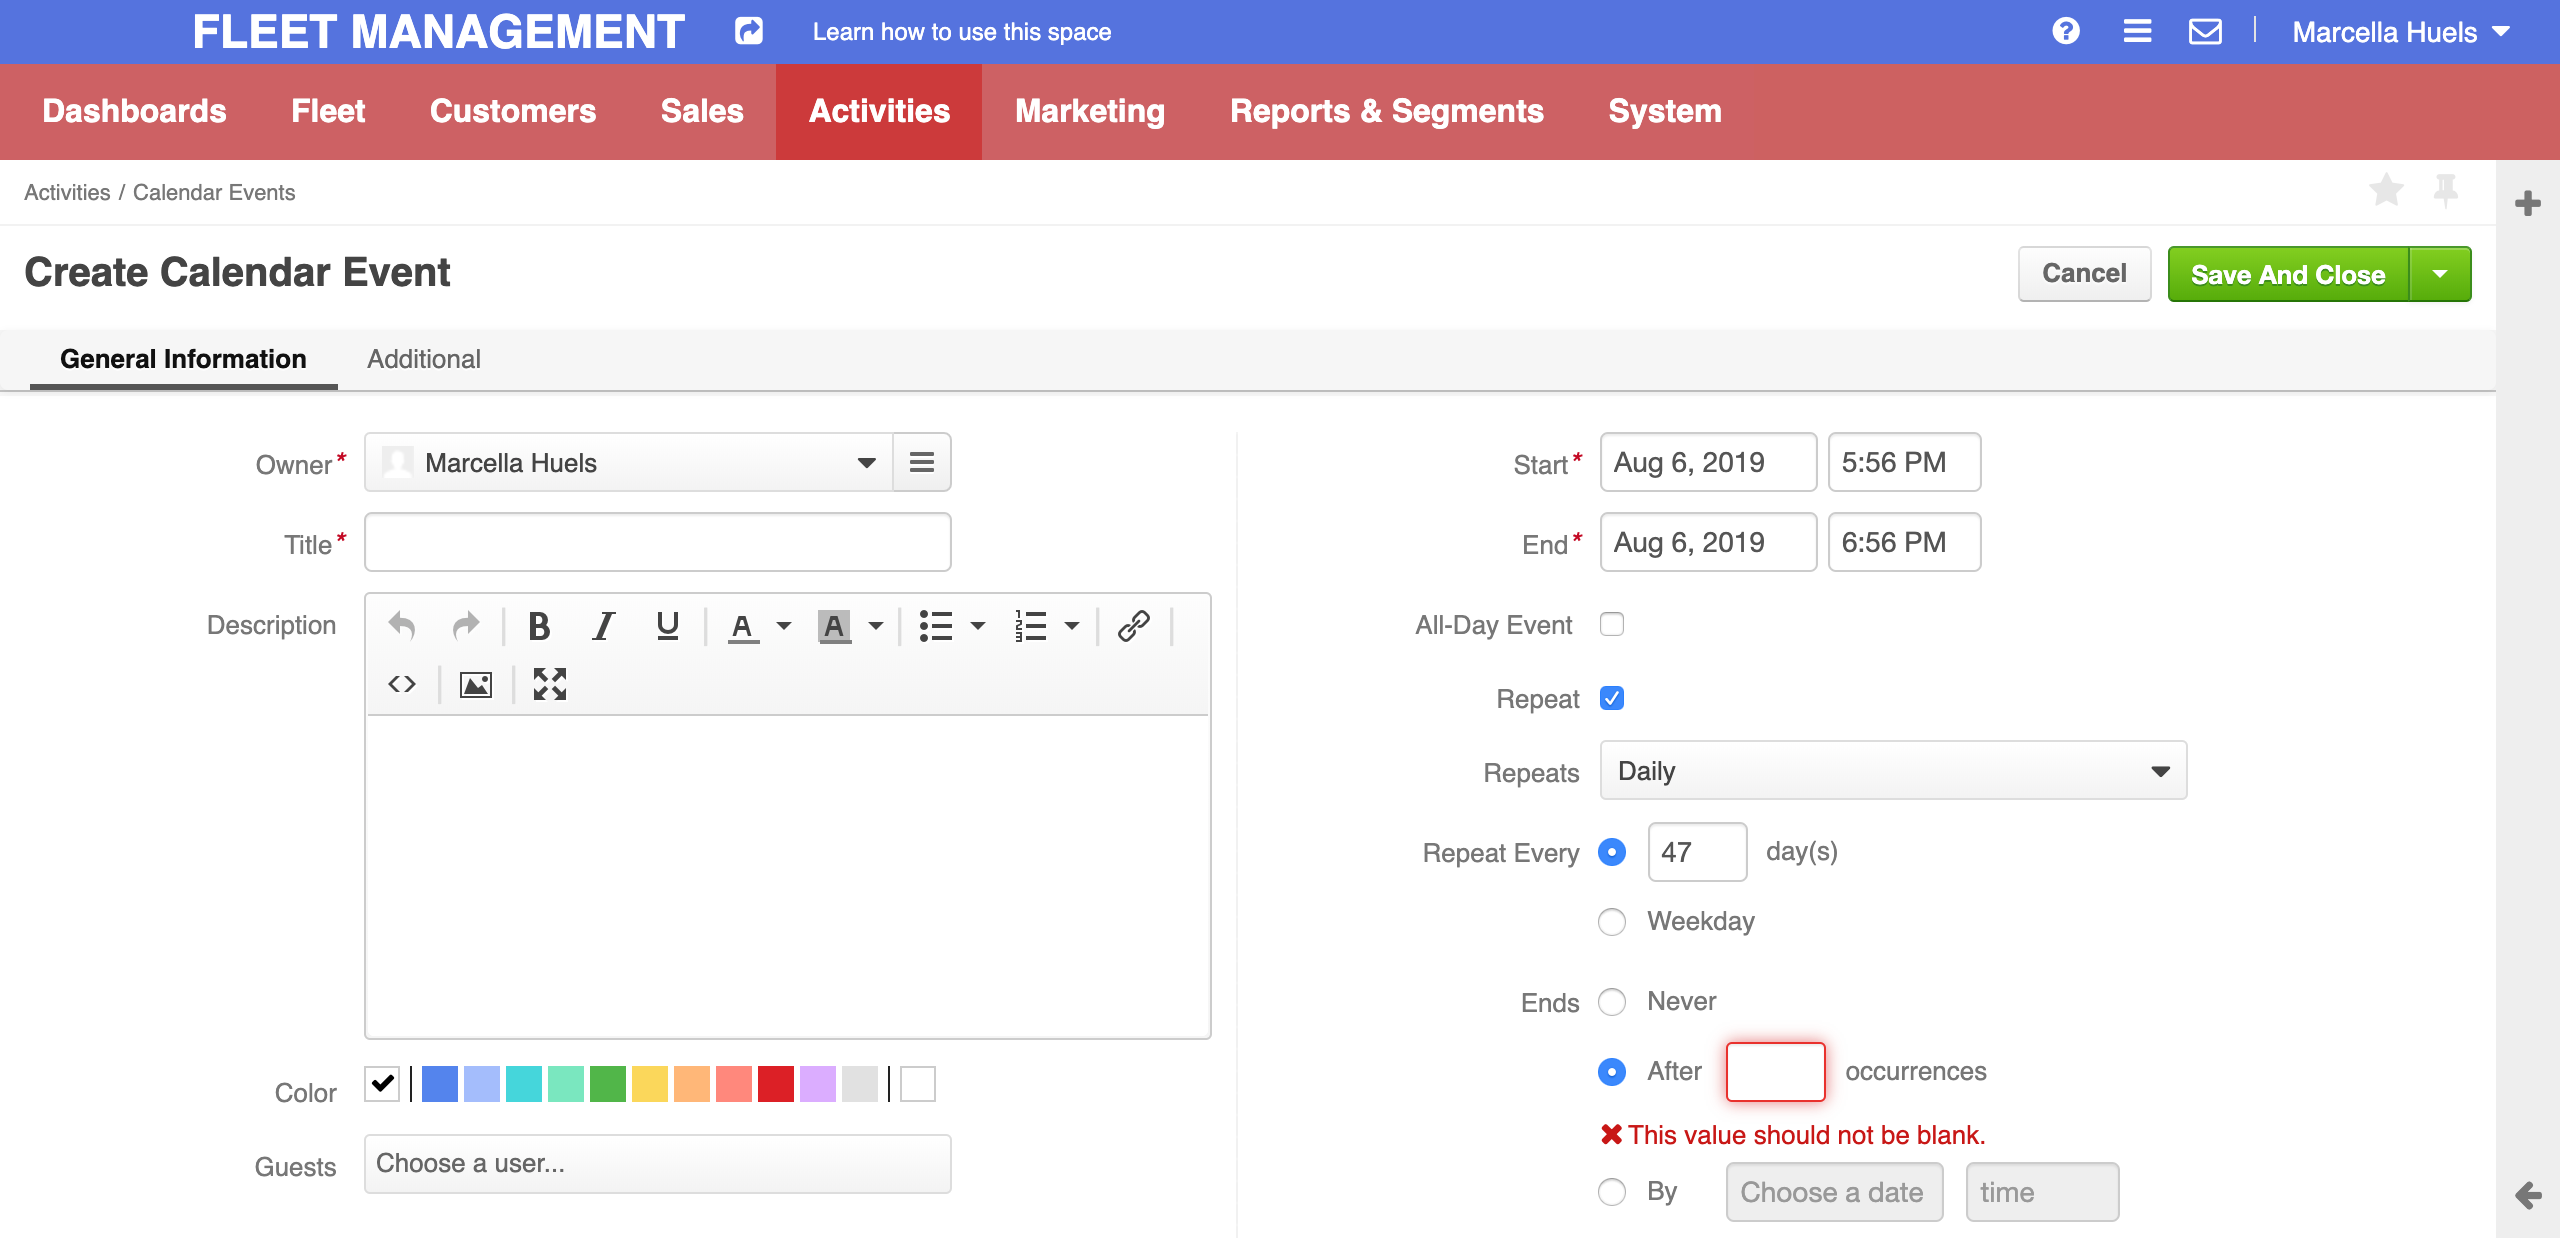 FLEET MANAGEMENT Learn how to use this space Marcella Huels
Dashboards Fleet Customers Sales Activities Marketing Reports & Segments System
Activities / Calendar Events
Create Calendar Event Cancel Save And Close
General Information Additional
Owner* Marcella Huels
Title*
Description
Color
Guests Choose a user...
Start* Aug 6, 2019 5:56 PM
End* Aug 6, 2019 6:56 PM
All-Day Event
Repeat
Repeats Daily
Repeat Every 47 day(s)
Weekday
Ends Never
After occurrences
This value should not be blank.
By Choose a date time